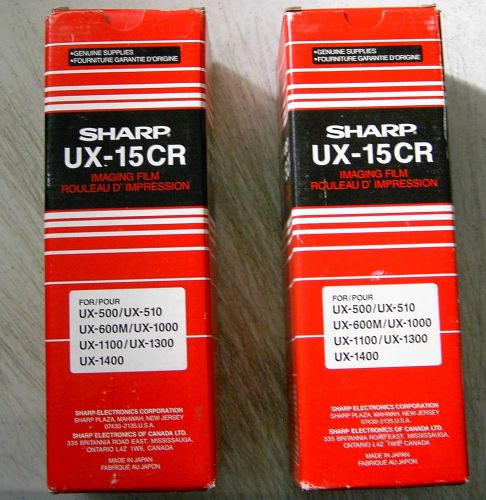 •GENUINE SUPPLIES
•FOURNITURE GARANTIE D'ORIGINE
SHARP
UX-15CR
IMAGING FILM
ROULEAU D' IMPRESSION
FOR/POUR
UX-500/UX-510
UX-600M/UX-1000
UX-1100/UX-1300
UX-1400
SHARP ELECTRONICS CORPORATION
SHARP PLAZA, MAHWAH, NEW JERSEY
07430-2135, U.S.A.
SHARP ELECTRONICS OF CANADA LTD.
335 BRITANNIA ROAD EAST, MISSISSAUGA,
ONTARIO L4Z 1W9, CANADA
MADE IN JAPAN
FABRIQUÉ AU JAPON
•GENUINE SUPPLIES
•FOURNITURE GARANTIE D'ORIGINE
SHARP
UX-15CR
IMAGING FILM
ROULEAU D' IMPRESSION
FOR/POUR
UX-500/UX-510
UX-600M/UX-1000
UX-1100/UX-1300
UX-1400
SHARP ELECTRONICS CORPORATION
SHARP PLAZA, MAHWAH, NEW JERSEY
07430-2135, U.S.A.
SHARP ELECTRONICS OF CANADA LTD.
335 BRITANNIA ROAD EAST, MISSISSAUGA,
ONTARIO L4Z 1W9, CANADA
MADE IN JAPAN
FABRIQUÉ AU JAPON